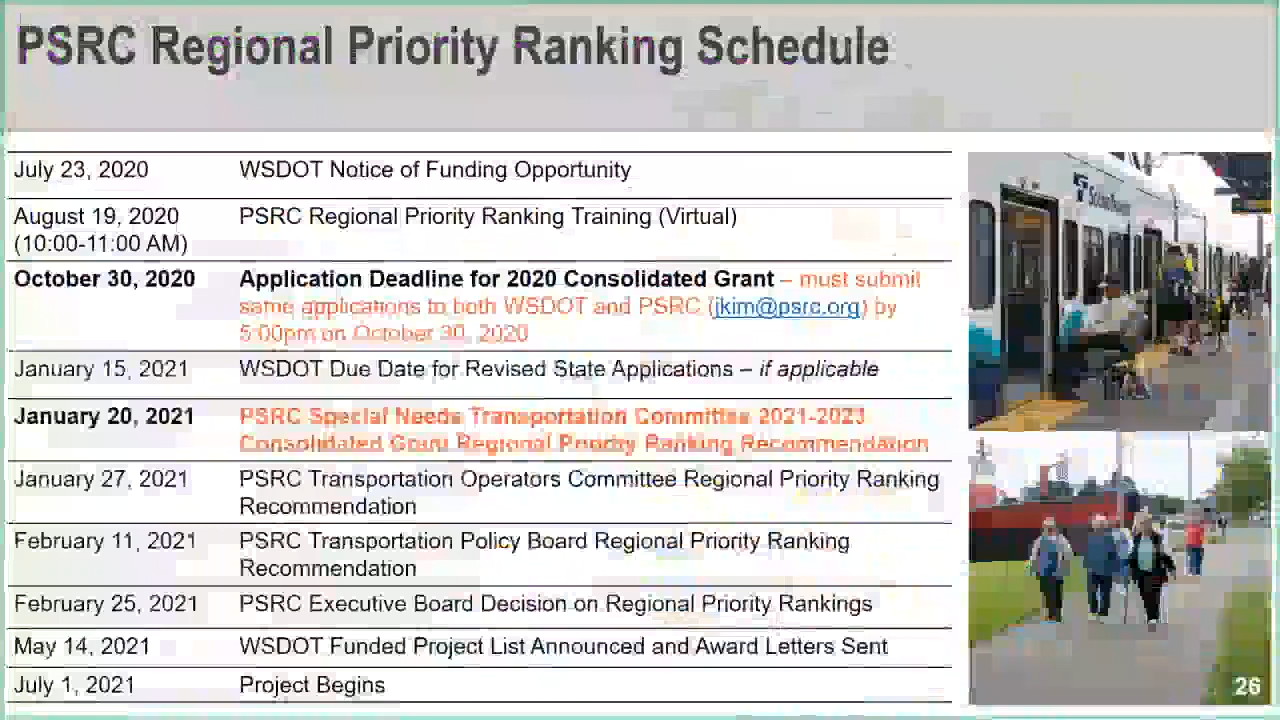 PSRC Regional Priority Ranking Schedule
July 23, 2020 WSDOT Notice of Funding Opportunity
August 19, 2020 PSRC Regional Priority Ranking Training (Virtual)
(10:00-11:00 AM)
October 30, 2020 Application Deadline for 2020 Consolidated Grant – must submit
same applications to both WSDOT and PSRC (jkim@psrc.org) by
5:00pm on October 30, 2020
January 15, 2021 WSDOT Due Date for Revised State Applications – if applicable
January 20, 2021 PSRC Special Needs Transportation Committee 2021-2023
Consolidated Grant Regional Priority Ranking Recommendation
January 27, 2021 PSRC Transportation Operators Committee Regional Priority Ranking
Recommendation
February 11, 2021 PSRC Transportation Policy Board Regional Priority Ranking
Recommendation
February 25, 2021 PSRC Executive Board Decision on Regional Priority Rankings
May 14, 2021 WSDOT Funded Project List Announced and Award Letters Sent
July 1, 2021 Project Begins
26